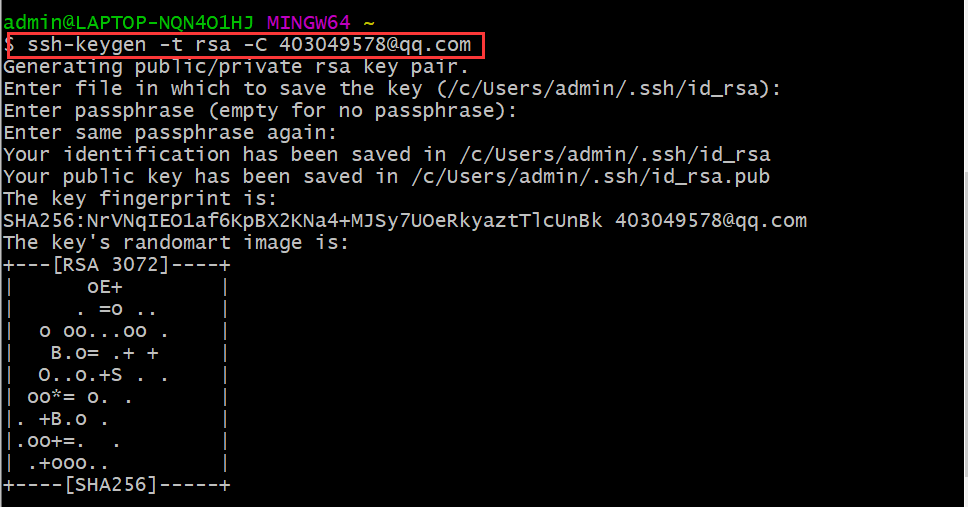 admin@LAPTOP-NQN4O1HJ MINGW64 ~
$ ssh-keygen -t rsa -C 403049578@qq.com
Generating public/private rsa key pair.
Enter file in which to save the key (/c/Users/admin/.ssh/id_rsa):
Enter passphrase (empty for no passphrase):
Enter same passphrase again:
Your identification has been saved in /c/Users/admin/.ssh/id_rsa
Your public key has been saved in /c/Users/admin/.ssh/id_rsa.pub
The key fingerprint is:
SHA256:NrVNqIEO1af6KpBX2KNa4+MJSy7UOeRkyaztTlcUnBk 403049578@qq.com
The key's randomart image is:
+---[RSA 3072]----+
|      oE+        |
|     . =o ..     |
|  o oo...oo .    |
|   B.o= .+ +     |
|  O..o.+S . .    |
| oo*= o. .       |
|. +B.o .         |
|.oo+=.  .        |
| .+ooo..         |
+----[SHA256]-----+